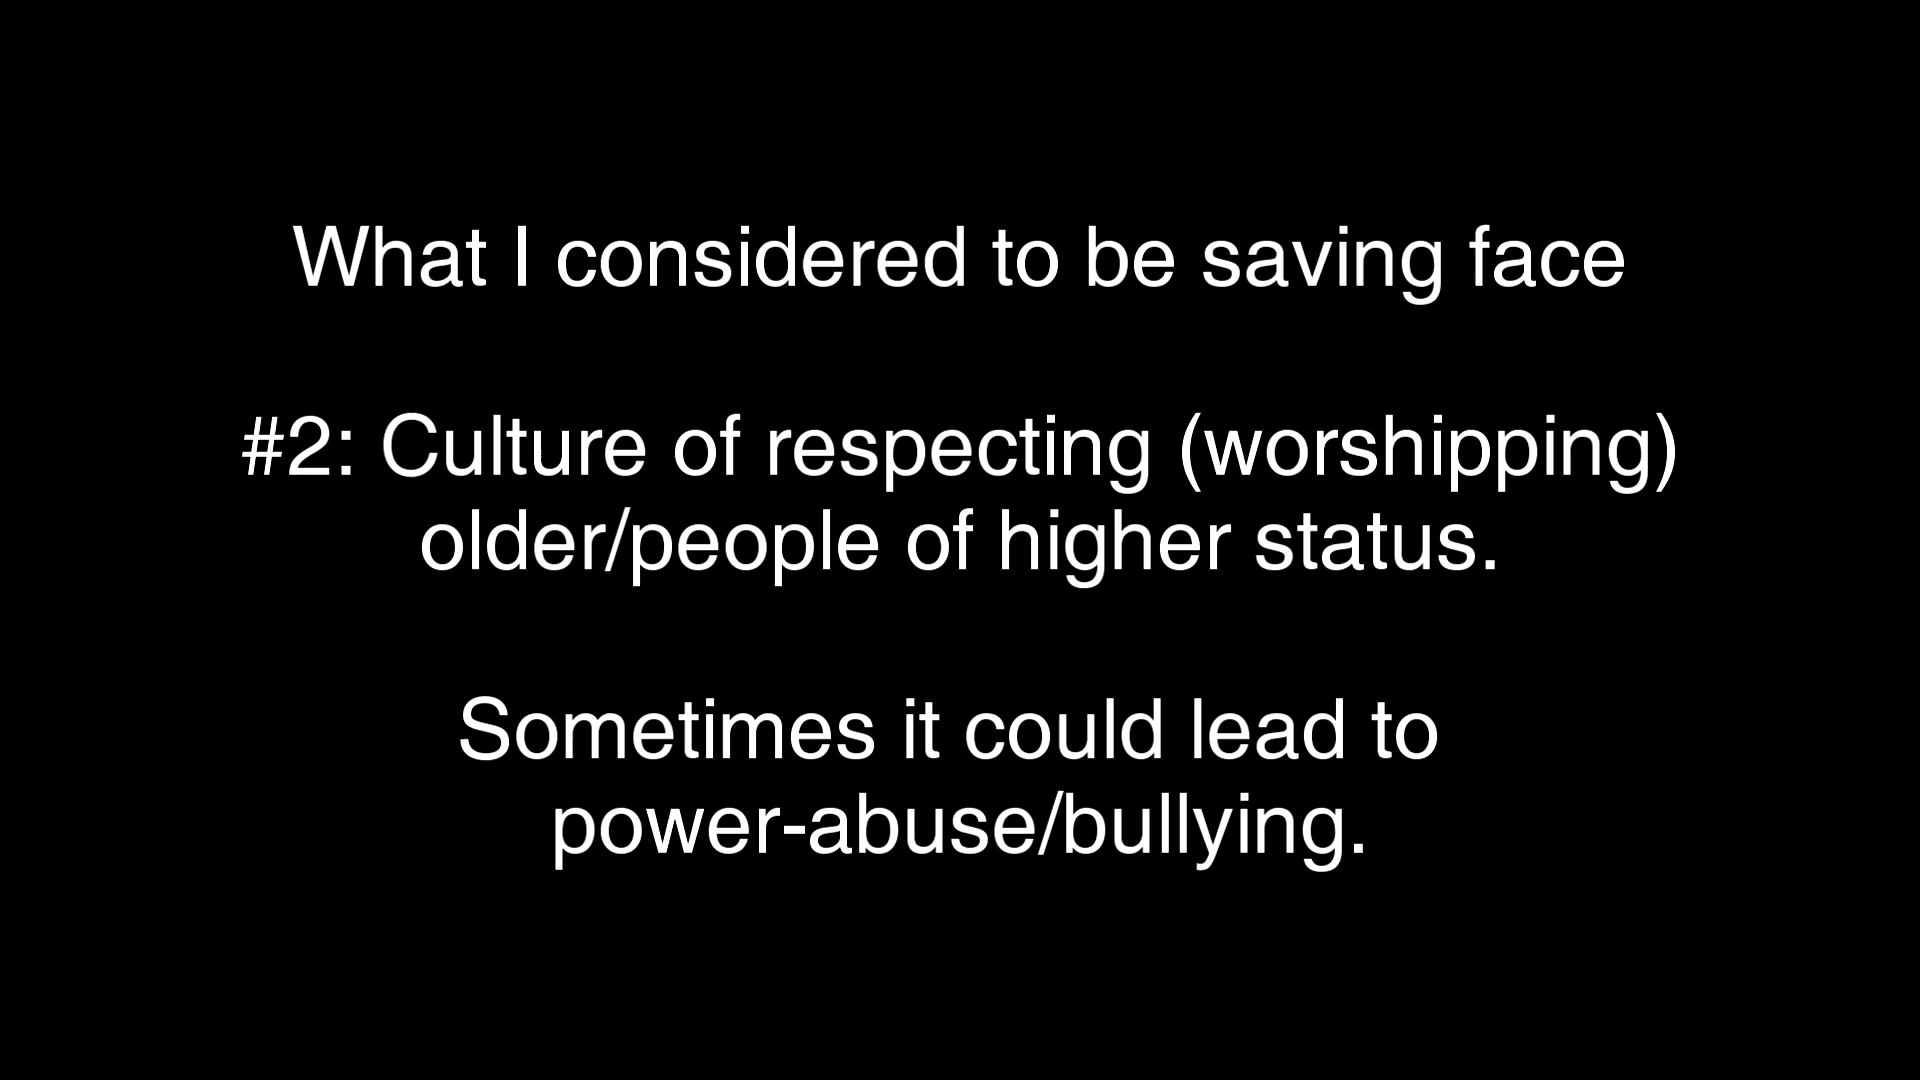 What I considered to be saving face
#2: Culture of respecting (worshipping)
older/people of higher status.
Sometimes it could lead to
power-abuse/bullying.